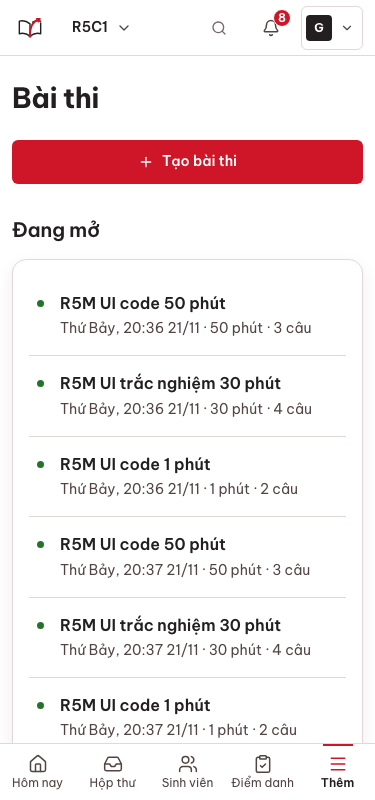 R5C1
8
G
Bài thi
Tạo bài thi
Đang mở
R5M UI code 50 phút
Thứ Bảy, 20:36 21/11 · 50 phút · 3 câu
R5M UI trắc nghiệm 30 phút
Thứ Bảy, 20:36 21/11 · 30 phút · 4 câu
R5M UI code 1 phút
Thứ Bảy, 20:36 21/11 · 1 phút · 2 câu
R5M UI code 50 phút
Thứ Bảy, 20:37 21/11 · 50 phút · 3 câu
R5M UI trắc nghiệm 30 phút
Thứ Bảy, 20:37 21/11 · 30 phút · 4 câu
R5M UI code 1 phút
Thứ Bảy, 20:37 21/11 · 1 phút · 2 câu
Hôm nay
Hộp thư
Sinh viên
Điểm danh
Thêm